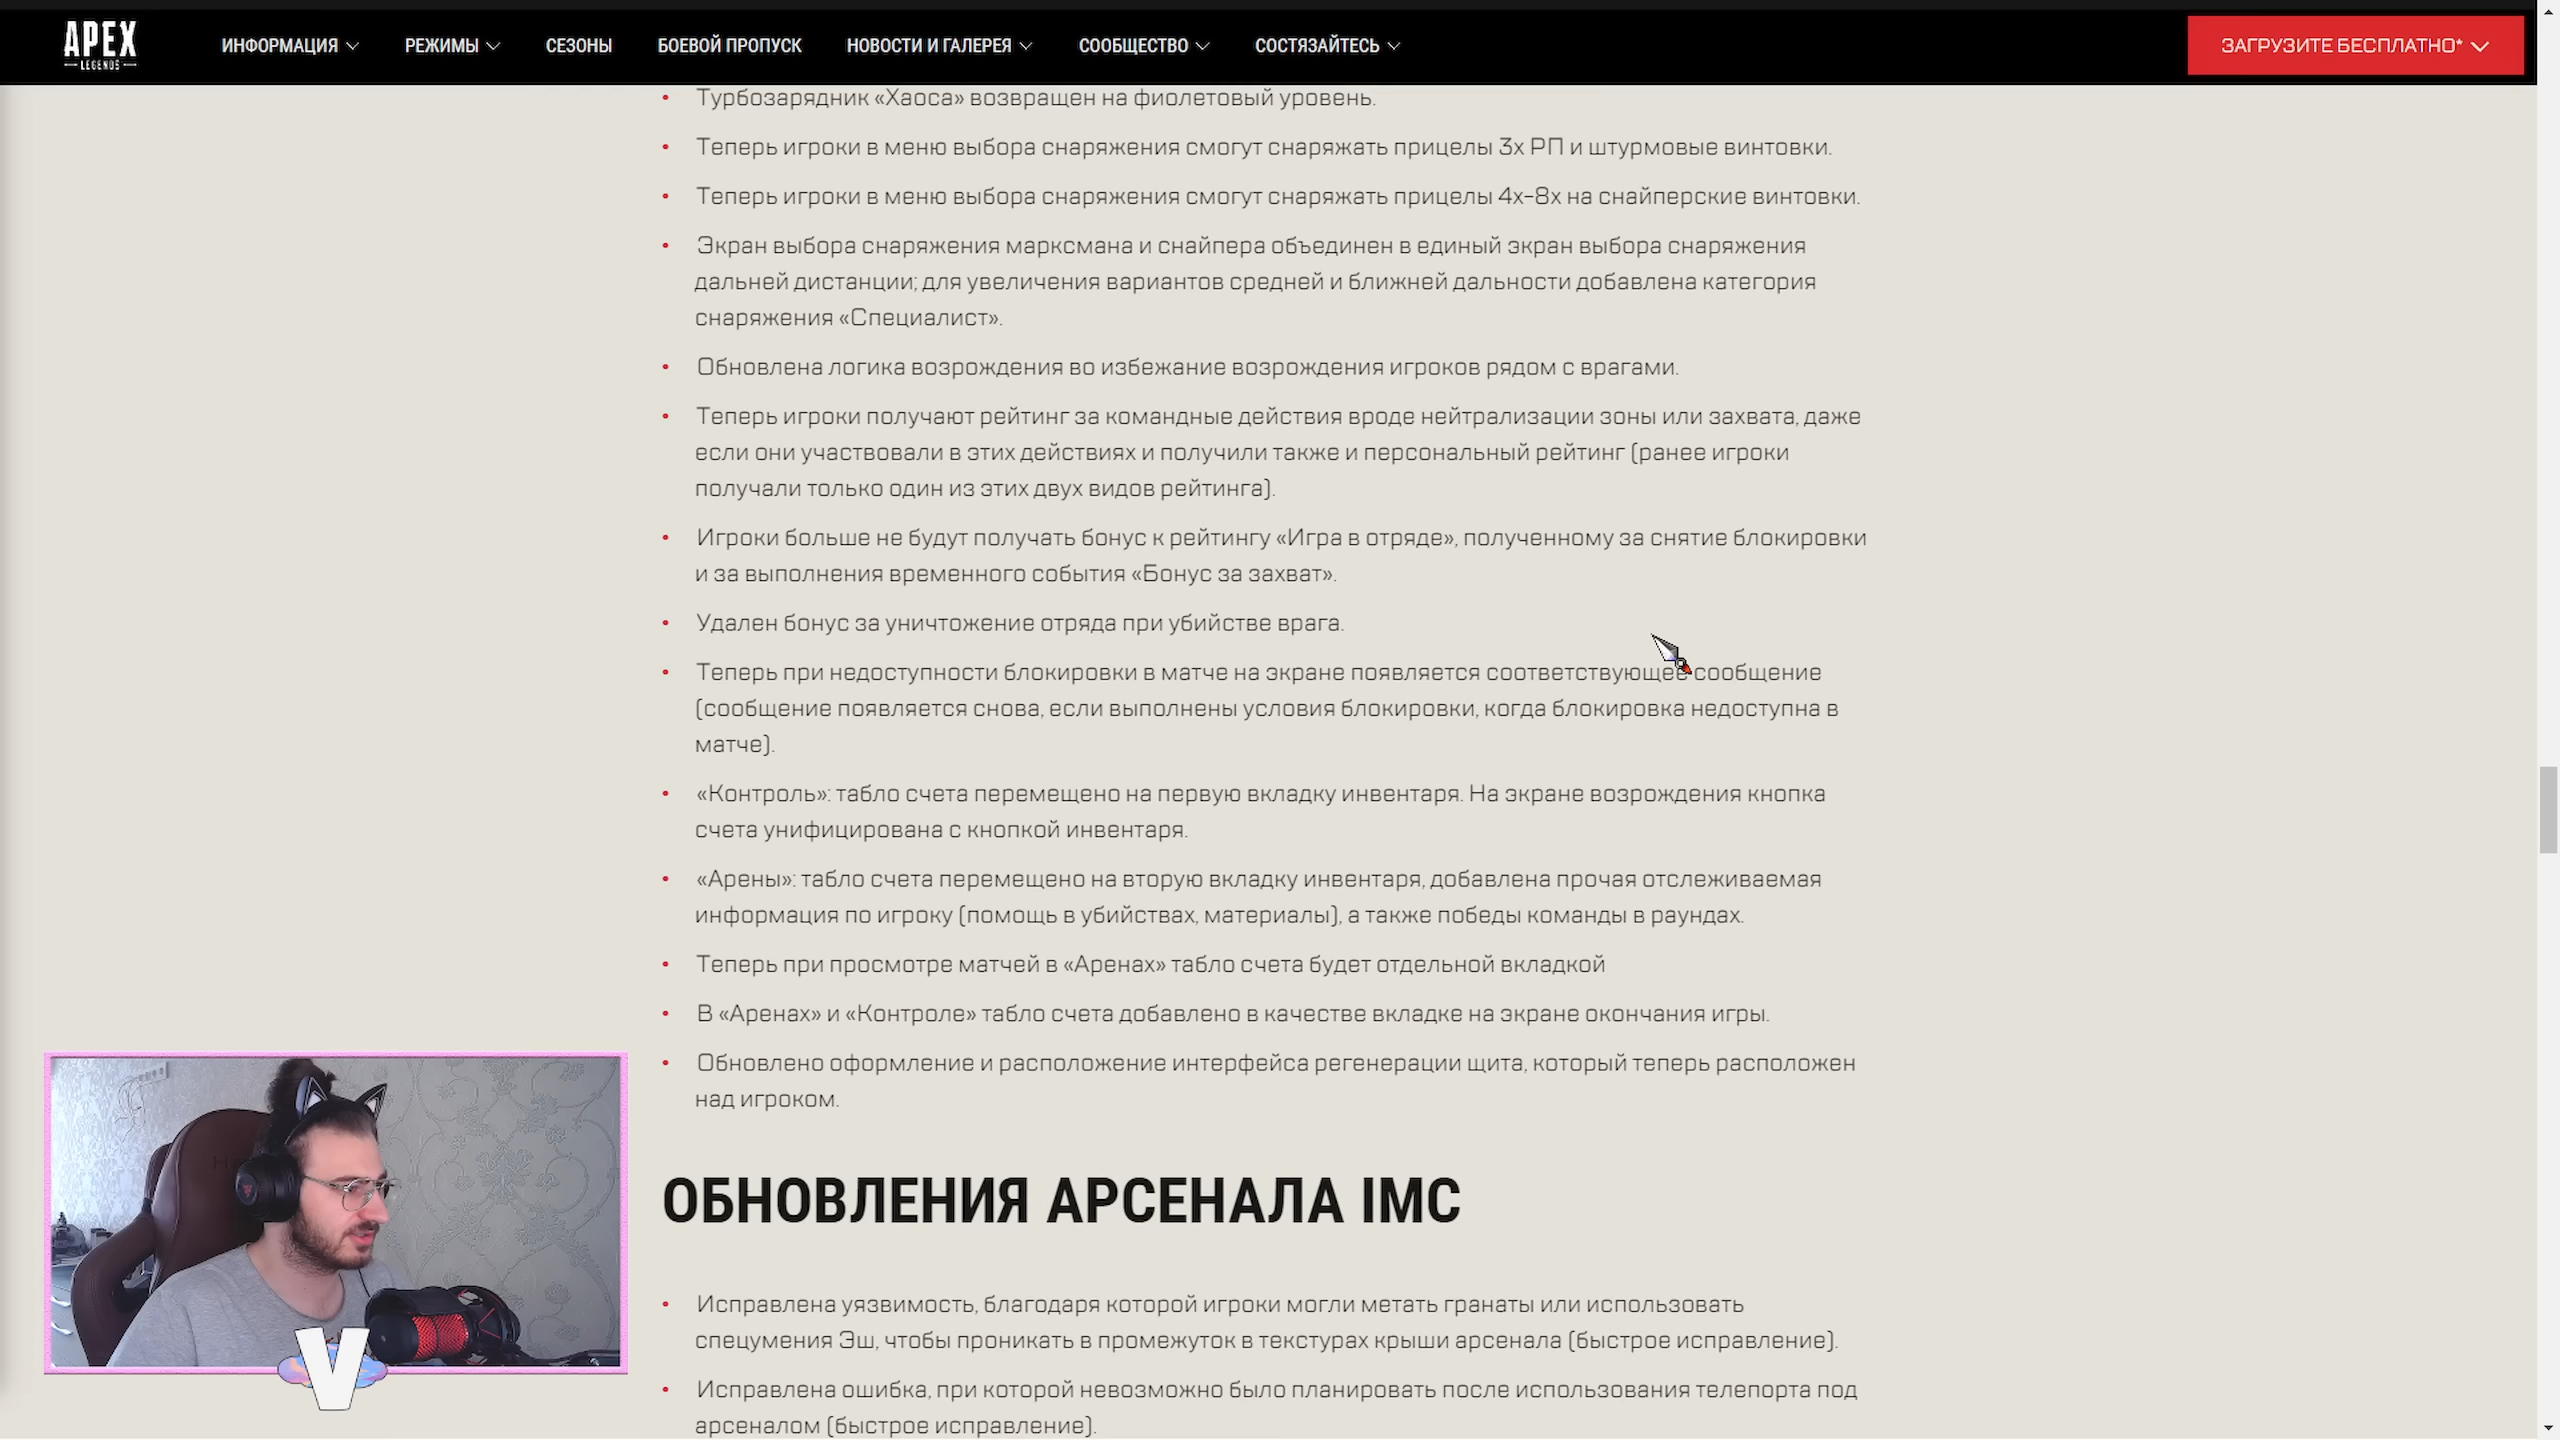 APEX
LEGENDS
ИНФОРМАЦИЯ
РЕЖИМЫ
СЕЗОНЫ
БОЕВОЙ ПРОПУСК
НОВОСТИ И ГАЛЕРЕЯ
СООБЩЕСТВО
СОСТЯЗАЙТЕСЬ
ЗАГРУЗИТЕ БЕСПЛАТНО*
• Турбозарядник «Хаоса» возвращен на фиолетовый уровень.
• Теперь игроки в меню выбора снаряжения смогут снаряжать прицелы 3x РП и штурмовые винтовки.
• Теперь игроки в меню выбора снаряжения смогут снаряжать прицелы 4x–8x на снайперские винтовки.
• Экран выбора снаряжения марксмана и снайпера объединен в единый экран выбора снаряжения
дальней дистанции; для увеличения вариантов средней и ближней дальности добавлена категория
снаряжения «Специалист».
• Обновлена логика возрождения во избежание возрождения игроков рядом с врагами.
• Теперь игроки получают рейтинг за командные действия вроде нейтрализации зоны или захвата, даже
если они участвовали в этих действиях и получили также и персональный рейтинг (ранее игроки
получали только один из этих двух видов рейтинга).
• Игроки больше не будут получать бонус к рейтингу «Игра в отряде», полученному за снятие блокировки
и за выполнения временного события «Бонус за захват».
• Удален бонус за уничтожение отряда при убийстве врага.
• Теперь при недоступности блокировки в матче на экране появляется соответствующее сообщение
(сообщение появляется снова, если выполнены условия блокировки, когда блокировка недоступна в
матче).
• «Контроль»: табло счета перемещено на первую вкладку инвентаря. На экране возрождения кнопка
счета унифицирована с кнопкой инвентаря.
• «Арены»: табло счета перемещено на вторую вкладку инвентаря, добавлена прочая отслеживаемая
информация по игроку (помощь в убийствах, материалы), а также победы команды в раундах.
• Теперь при просмотре матчей в «Аренах» табло счета будет отдельной вкладкой
• В «Аренах» и «Контроле» табло счета добавлено в качестве вкладке на экране окончания игры.
• Обновлено оформление и расположение интерфейса регенерации щита, который теперь расположен
над игроком.
ОБНОВЛЕНИЯ АРСЕНАЛА IMC
• Исправлена уязвимость, благодаря которой игроки могли метать гранаты или использовать
спецумения Эш, чтобы проникать в промежуток в текстурах крыши арсенала (быстрое исправление).
• Исправлена ошибка, при которой невозможно было планировать после использования телепорта под
арсеналом (быстрое исправление).
V